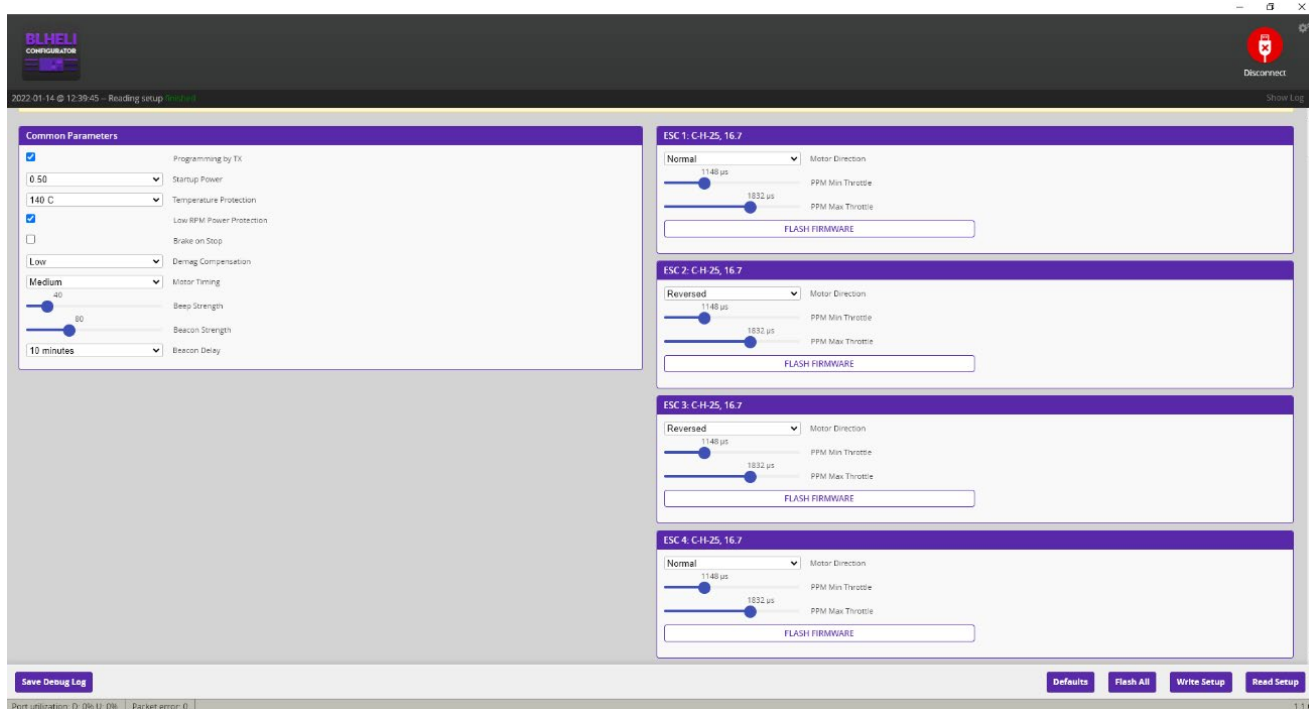 BLHELI
CONFIGURATOR
Disconnect
2022-01-14 @ 12:39:45 -- Reading setup finished
Show Log
Common Parameters
Programming by TX
0.50 Startup Power
140 C Temperature Protection
Low RPM Power Protection
Brake on Stop
Low Demag Compensation
Medium Motor Timing
40
Beep Strength
80
Beacon Strength
10 minutes Beacon Delay
ESC 1: C-H-25, 16.7
Normal Motor Direction
1148 µs
PPM Min Throttle
1832 µs
PPM Max Throttle
FLASH FIRMWARE
ESC 2: C-H-25, 16.7
Reversed Motor Direction
1148 µs
PPM Min Throttle
1832 µs
PPM Max Throttle
FLASH FIRMWARE
ESC 3: C-H-25, 16.7
Reversed Motor Direction
1148 µs
PPM Min Throttle
1832 µs
PPM Max Throttle
FLASH FIRMWARE
ESC 4: C-H-25, 16.7
Normal Motor Direction
1148 µs
PPM Min Throttle
1832 µs
PPM Max Throttle
FLASH FIRMWARE
Save Debug Log
Defaults
Flash All
Write Setup
Read Setup
Port utilization: D: 0% U: 0% Packet error: 0